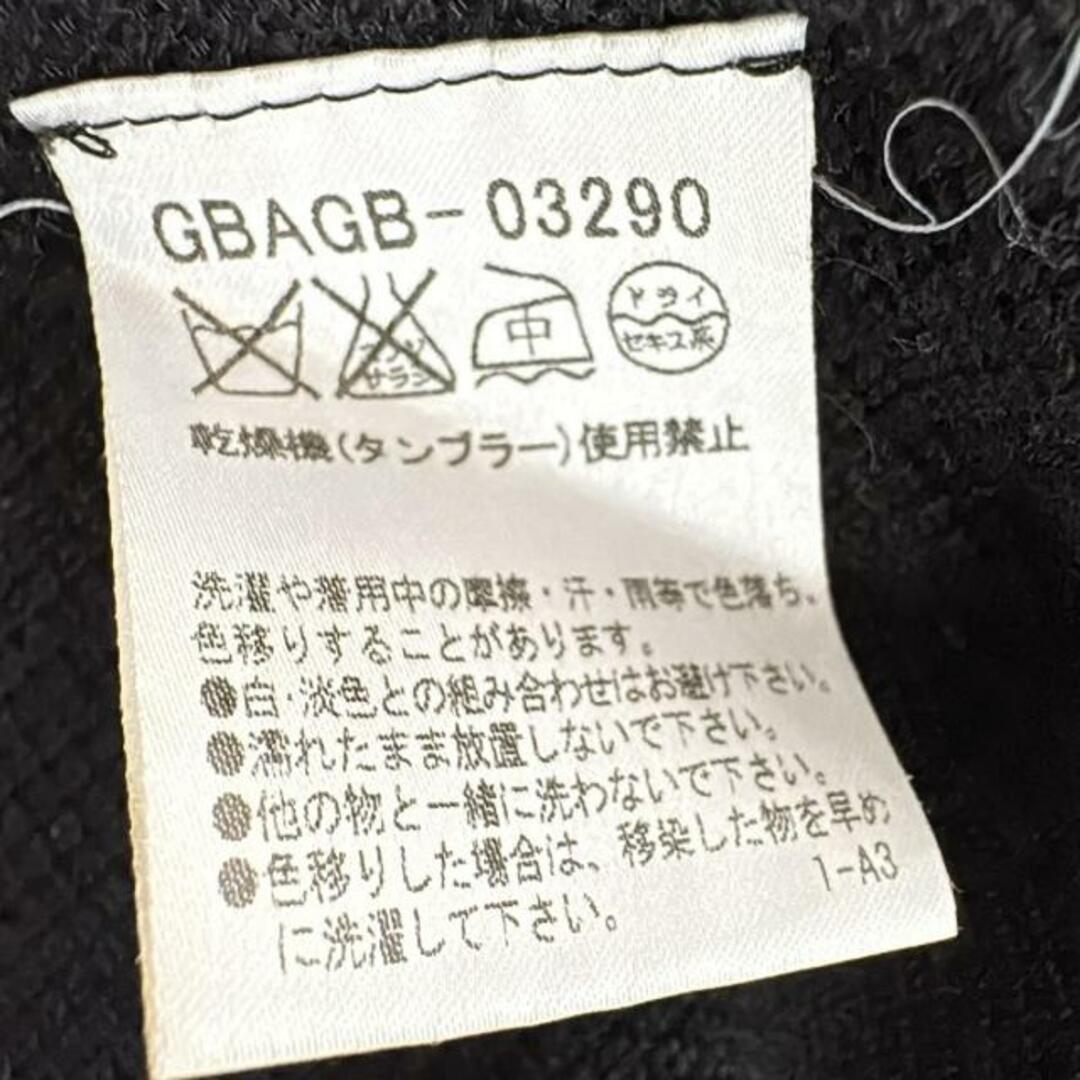 GBAGB-03290
エンソ
サラシ
中
ドライ
セキユ系
乾燥機(タンブラー)使用禁止
洗濯や着用中の摩擦・汗・雨等で色落ち、
色移りすることがあります。
●白・淡色との組み合わせはお避け下さい。
●濡れたまま放置しないで下さい。
●他の物と一緒に洗わないで下さい。
●色移りした場合は、移染した物を早め
に洗濯して下さい。
1-A3